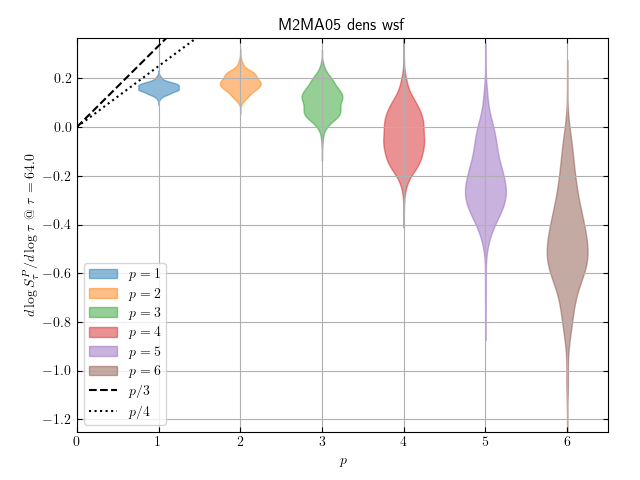 M2MA05 dens wsf
d log S_τ^P / d log τ @ τ = 64.0
0.2
0.0
−0.2
−0.4
−0.6
−0.8
−1.0
−1.2
p = 1
p = 2
p = 3
p = 4
p = 5
p = 6
p/3
p/4
0 1 2 3 4 5 6
p